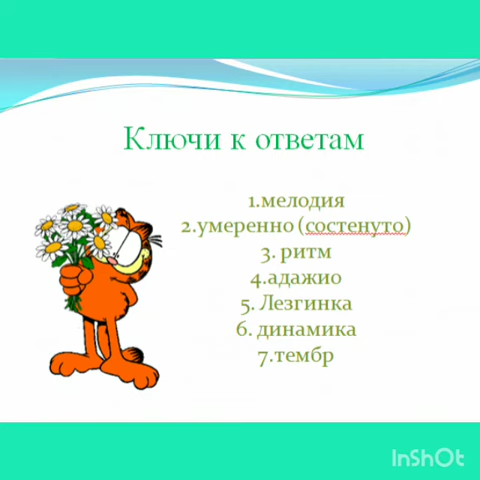 Ключи к ответам
1.мелодия
2.умеренно (состенуто)
3. ритм
4.адажио
5. Лезгинка
6. динамика
7.тембр
InShOt